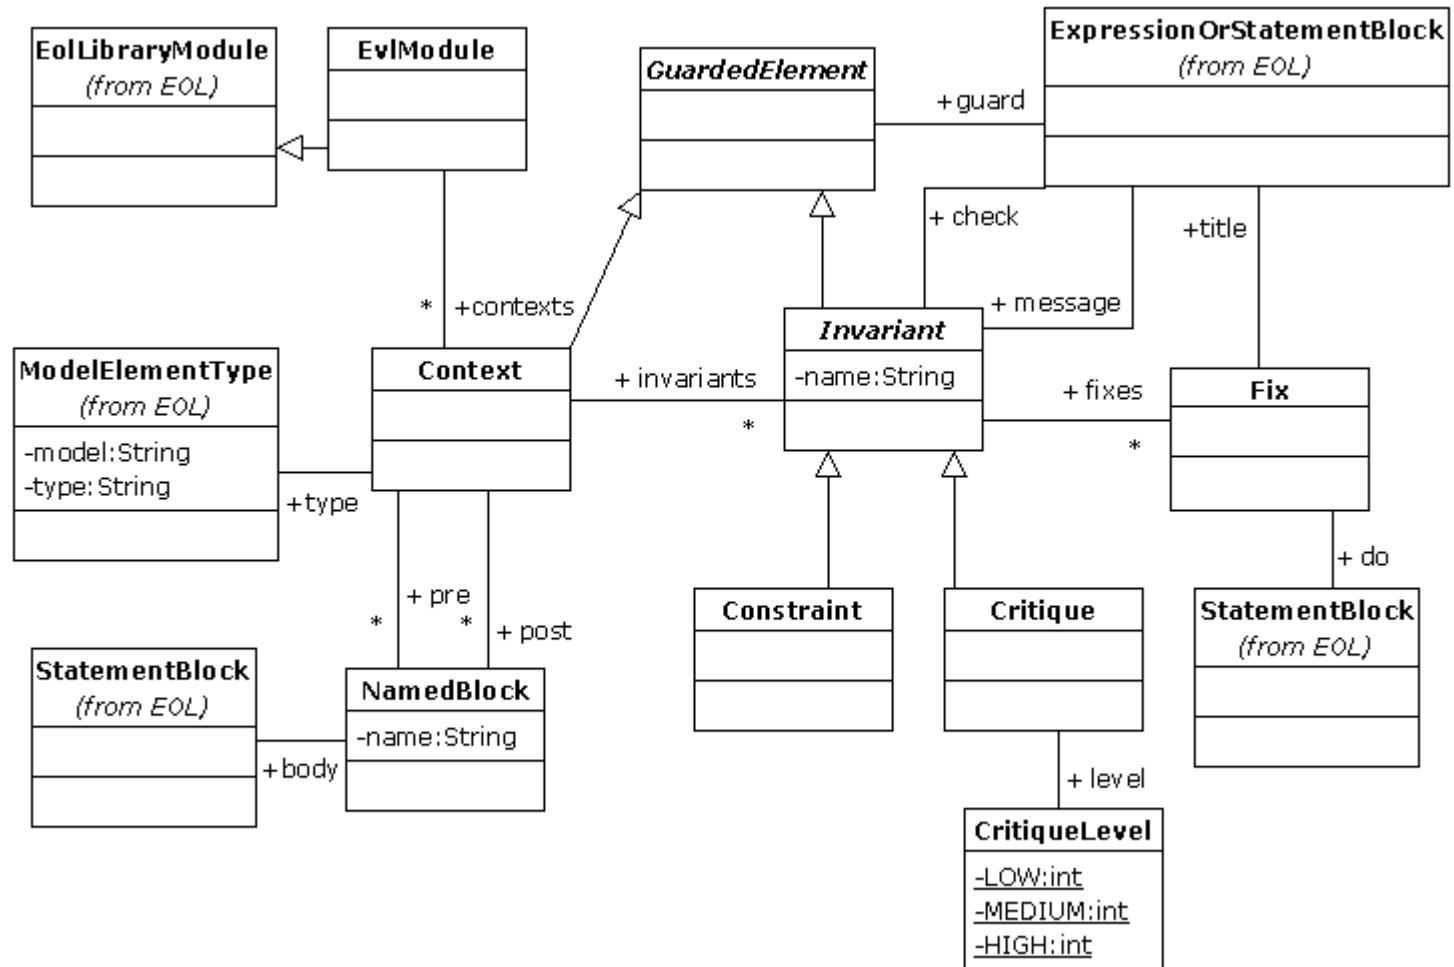 EolLibraryModule
(from EOL)
EvlModule
GuardedElement
ExpressionOrStatementBlock
(from EOL)
+guard
+ check
+title
+ message
* +contexts
Invariant
-name:String
ModelElementType
(from EOL)
-model:String
-type:String
Context
+ invariants
*
+ fixes
*
Fix
+type
+ do
+ pre
*
*
+ post
Constraint
Critique
StatementBlock
(from EOL)
StatementBlock
(from EOL)
NamedBlock
-name:String
+body
+ level
CritiqueLevel
-LOW:int
-MEDIUM:int
-HIGH:int